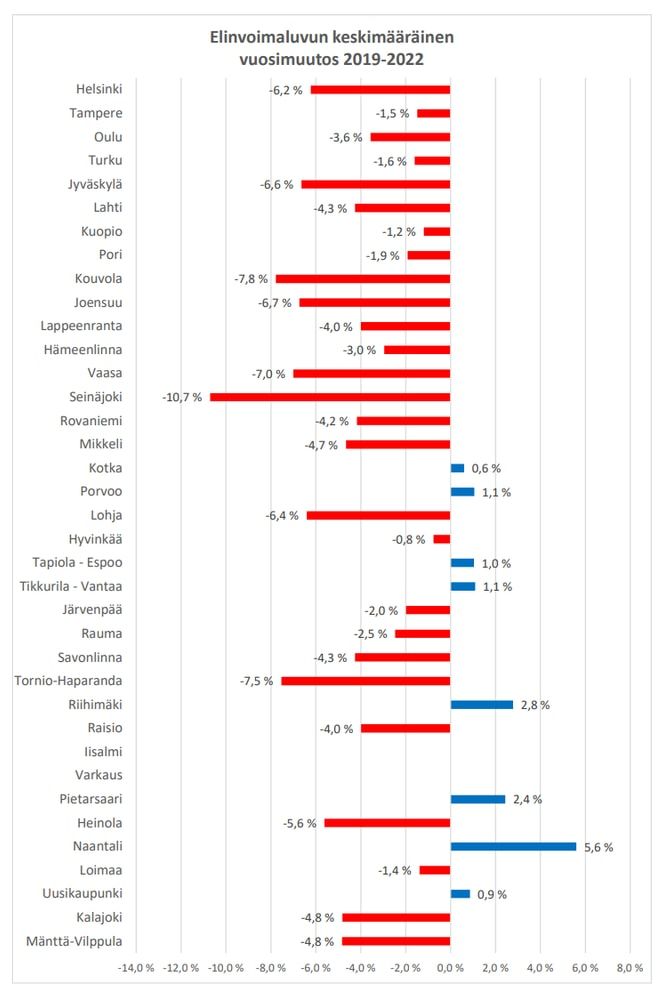 Elinvoimaluvun keskimääräinen
vuosimuutos 2019-2022
Helsinki -6,2 %
Tampere -1,5 %
Oulu -3,6 %
Turku -1,6 %
Jyväskylä -6,6 %
Lahti -4,3 %
Kuopio -1,2 %
Pori -1,9 %
Kouvola -7,8 %
Joensuu -6,7 %
Lappeenranta -4,0 %
Hämeenlinna -3,0 %
Vaasa -7,0 %
Seinäjoki -10,7 %
Rovaniemi -4,2 %
Mikkeli -4,7 %
Kotka 0,6 %
Porvoo 1,1 %
Lohja -6,4 %
Hyvinkää -0,8 %
Tapiola - Espoo 1,0 %
Tikkurila - Vantaa 1,1 %
Järvenpää -2,0 %
Rauma -2,5 %
Savonlinna -4,3 %
Tornio-Haparanda -7,5 %
Riihimäki 2,8 %
Raisio -4,0 %
Iisalmi
Varkaus
Pietarsaari 2,4 %
Heinola -5,6 %
Naantali 5,6 %
Loimaa -1,4 %
Uusikaupunki 0,9 %
Kalajoki -4,8 %
Mänttä-Vilppula -4,8 %
-14,0 % -12,0 % -10,0 % -8,0 % -6,0 % -4,0 % -2,0 % 0,0 % 2,0 % 4,0 % 6,0 % 8,0 %